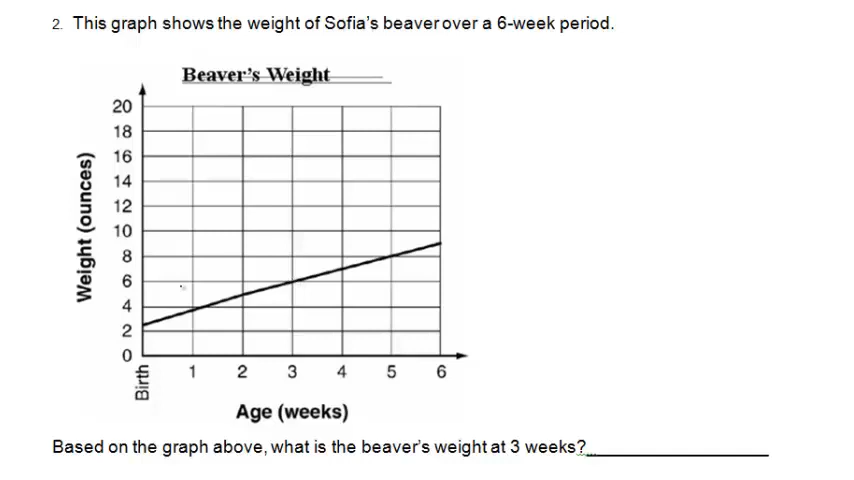 2. This graph shows the weight of Sofia's beaver over a 6-week period.
Beaver's Weight
20
18
16
14
12
10
8
6
4
2
0
Weight (ounces)
Birth 1 2 3 4 5 6
Age (weeks)
Based on the graph above, what is the beaver's weight at 3 weeks?